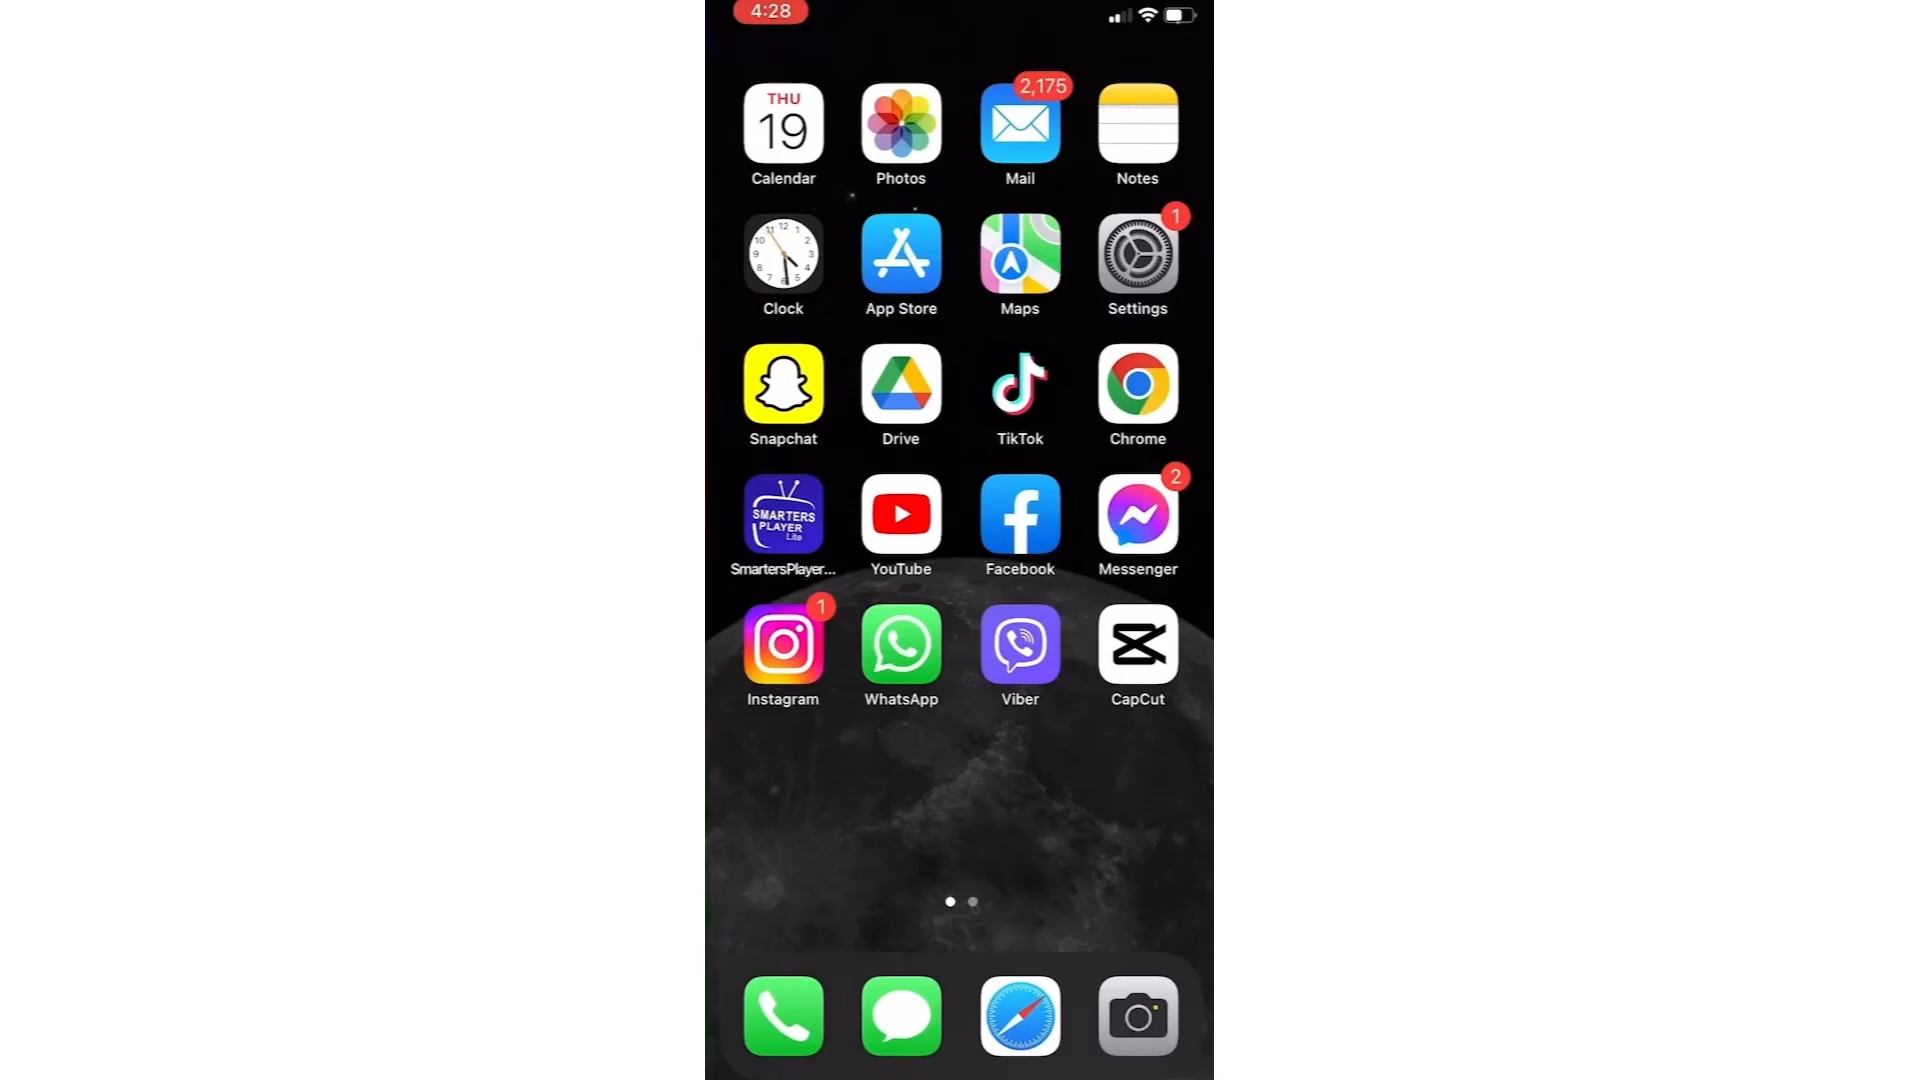 4:28
2,175
THU
19
Calendar
Photos
Mail
Notes
1
Clock
App Store
Maps
Settings
Snapchat
Drive
TikTok
Chrome
SMARTERS
PLAYER
Lite
2
SmartersPlayer...
YouTube
Facebook
Messenger
1
Instagram
WhatsApp
Viber
CapCut